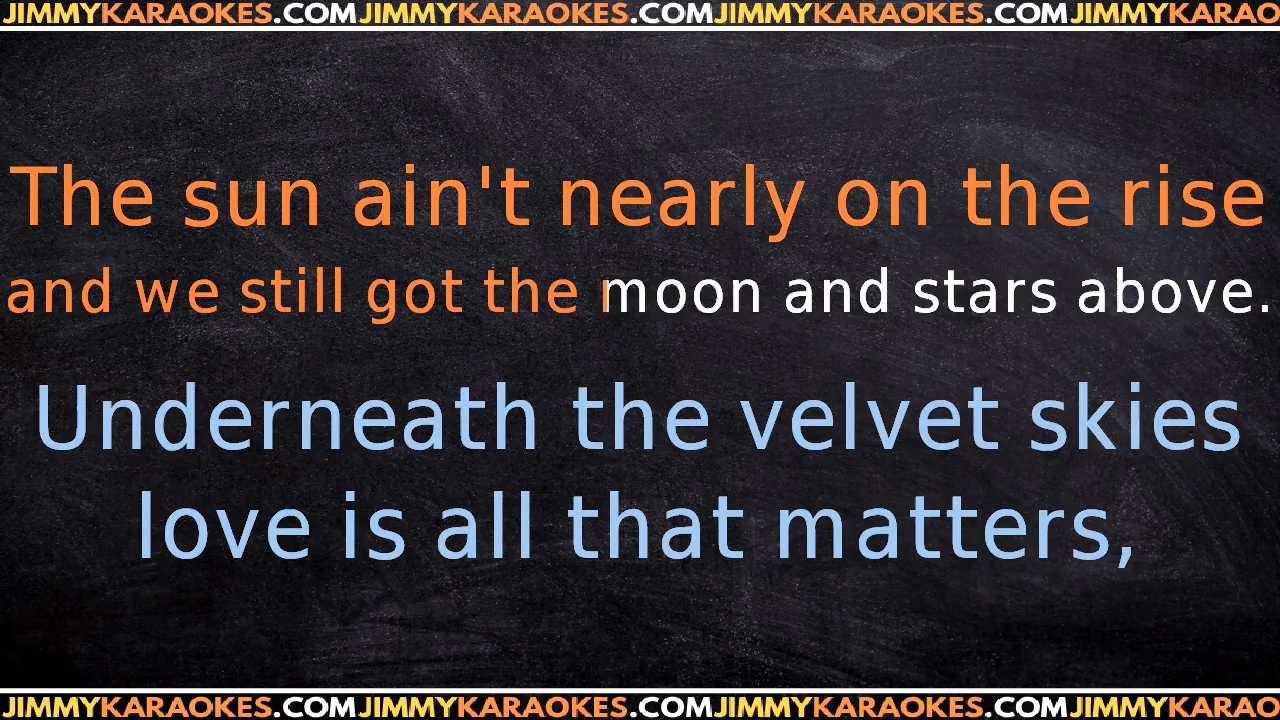 JIMMYKARAOKES.COMJIMMYKARAOKES.COMJIMMYKARAOKES.COMJIMMYKARAO
The sun ain't nearly on the rise
and we still got the moon and stars above.
Underneath the velvet skies
love is all that matters,
JIMMYKARAOKES.COMJIMMYKARAOKES.COMJIMMYKARAOKES.COMJIMMYKARAO